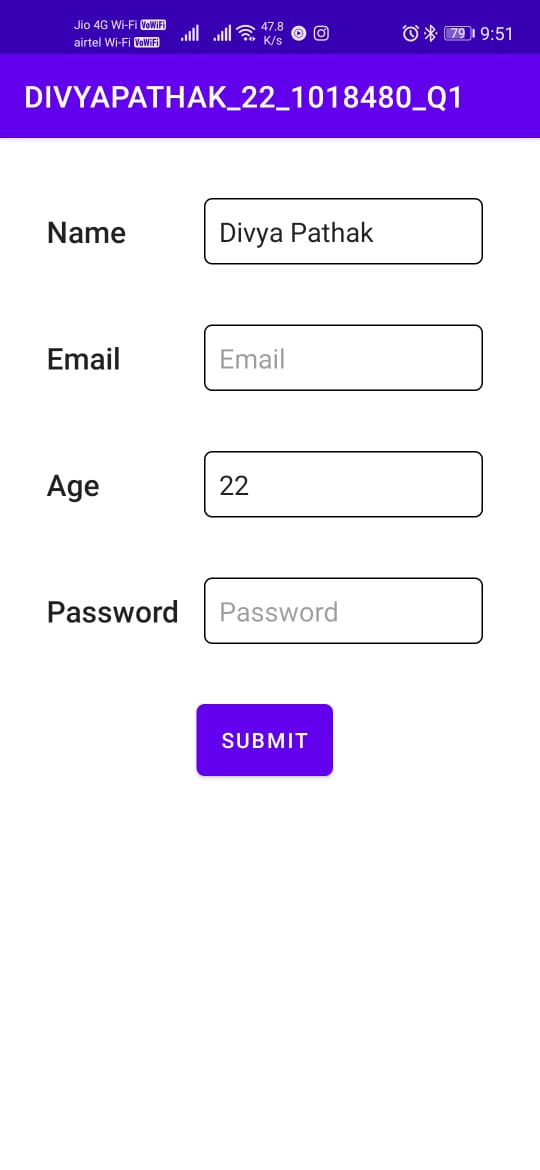 Jio 4G Wi-Fi VoWiFi
airtel Wi-Fi VoWiFi
47.8
K/s
79
9:51
DIVYAPATHAK_22_1018480_Q1
Name
Divya Pathak
Email
Email
Age
22
Password
Password
SUBMIT